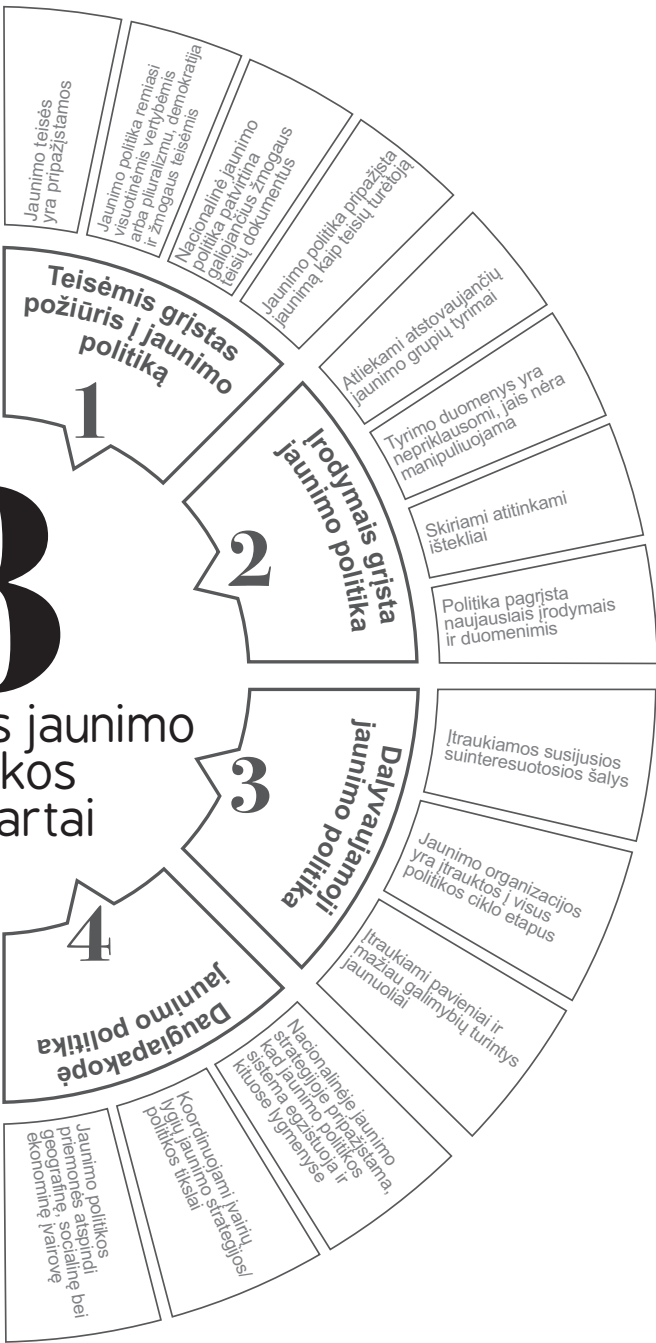 Jaunimo teisės
yra pripažįstamos
Jaunimo politika remiasi
visuotinėmis vertybėmis
arba pliuralizmu, demokratija
ir žmogaus teisėmis
Nacionalinė jaunimo
politika patvirtina
galiojančius žmogaus
teisių dokumentus
Jaunimo politika pripažįsta
jaunimą kaip teisių turėtoją
Teisėmis grįstas
požiūris į jaunimo
politiką
1
Atliekami atstovaujančių
jaunimo grupių tyrimai
Tyrimo duomenys yra
nepriklausomi, jais nėra
manipuliuojama
Skiriami atitinkami
ištekliai
Politika pagrįsta
naujausiais įrodymais
ir duomenimis
Įrodymais grįsta
jaunimo politika
2
8
s jaunimo
kos
artai
Dalyvaujamoji
jaunimo politika
3
Įtraukiamos susijusios
suinteresuotosios šalys
Jaunimo organizacijos
yra įtrauktos į visus
politikos ciklo etapus
Įtraukiami pavieniai ir
mažiau galimybių turintys
jaunuoliai
4
Daugiapakopė
jaunimo politika
Nacionalinėje jaunimo
strategijoje pripažįstama,
kad jaunimo politikos
sistema egzistuoja ir
kituose lygmenyse
Koordinuojami įvairių
lygių jaunimo strategijos/
politikos tikslai
Jaunimo politikos
priemonės atspindi
geografinę, socialinę bei
ekonominę įvairovę